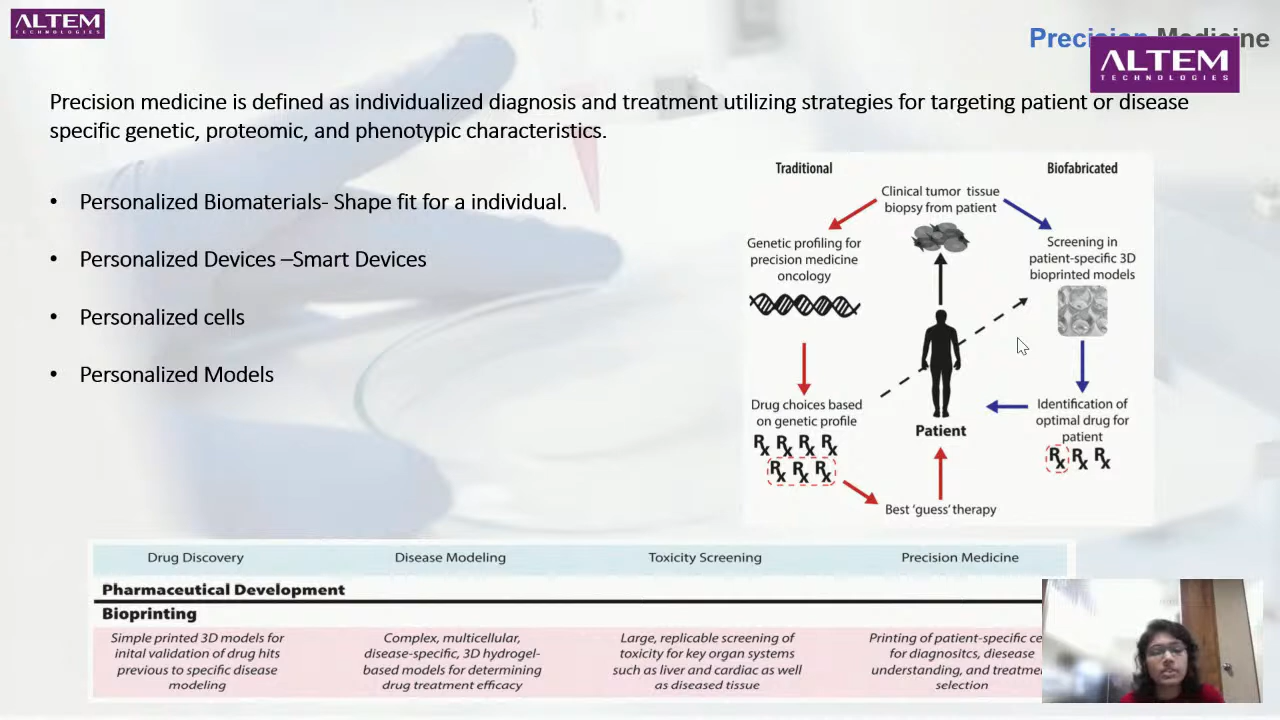 ALTEM
TECHNOLOGIES
Precision Medicine
ALTEM
TECHNOLOGIES
Precision medicine is defined as individualized diagnosis and treatment utilizing strategies for targeting patient or disease
specific genetic, proteomic, and phenotypic characteristics.
• Personalized Biomaterials- Shape fit for a individual.
• Personalized Devices –Smart Devices
• Personalized cells
• Personalized Models
Traditional
Biofabricated
Clinical tumor tissue
biopsy from patient
Genetic profiling for
precision medicine
oncology
Screening in
patient-specific 3D
bioprinted models
Drug choices based
on genetic profile
Rx Rx Rx Rx
Rx Rx Rx
Patient
Identification of
optimal drug for
patient
Rx Rx Rx
Best 'guess' therapy
Drug Discovery
Disease Modeling
Toxicity Screening
Precision Medicine
Pharmaceutical Development
Bioprinting
Simple printed 3D models for
inital validation of drug hits
previous to specific disease
modeling
Complex, multicellular,
disease-specific, 3D hydrogel-
based models for determining
drug treatment efficacy
Large, replicable screening of
toxicity for key organ systems
such as liver and cardiac as well
as diseased tissue
Printing of patient-specific
for diagnositcs, diesease
understanding, and
selection